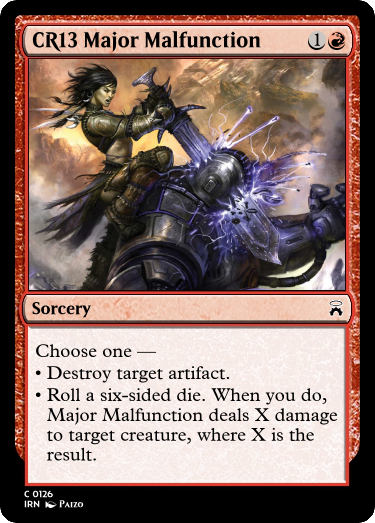 CR13 Major Malfunction 1
Sorcery
Choose one —
• Destroy target artifact.
• Roll a six-sided die. When you do,
Major Malfunction deals X damage
to target creature, where X is the
result.
C 0126
IRN Paizo